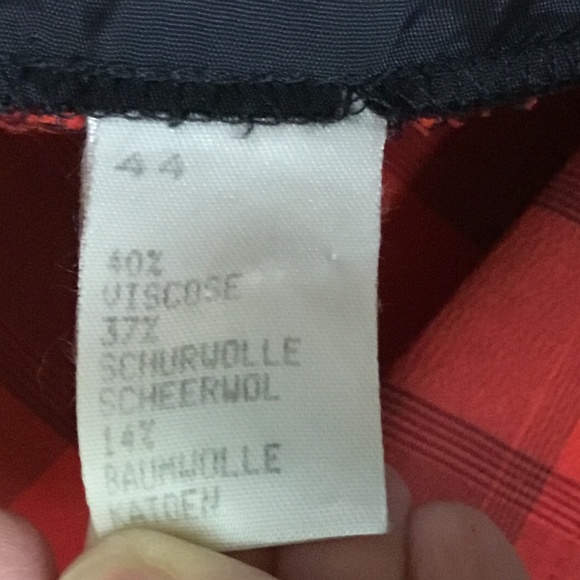 44
40%
VISCOSE
37%
SCHURWOLLE
SCHEERWOL
14%
BAUMWOLLE
KATOEN